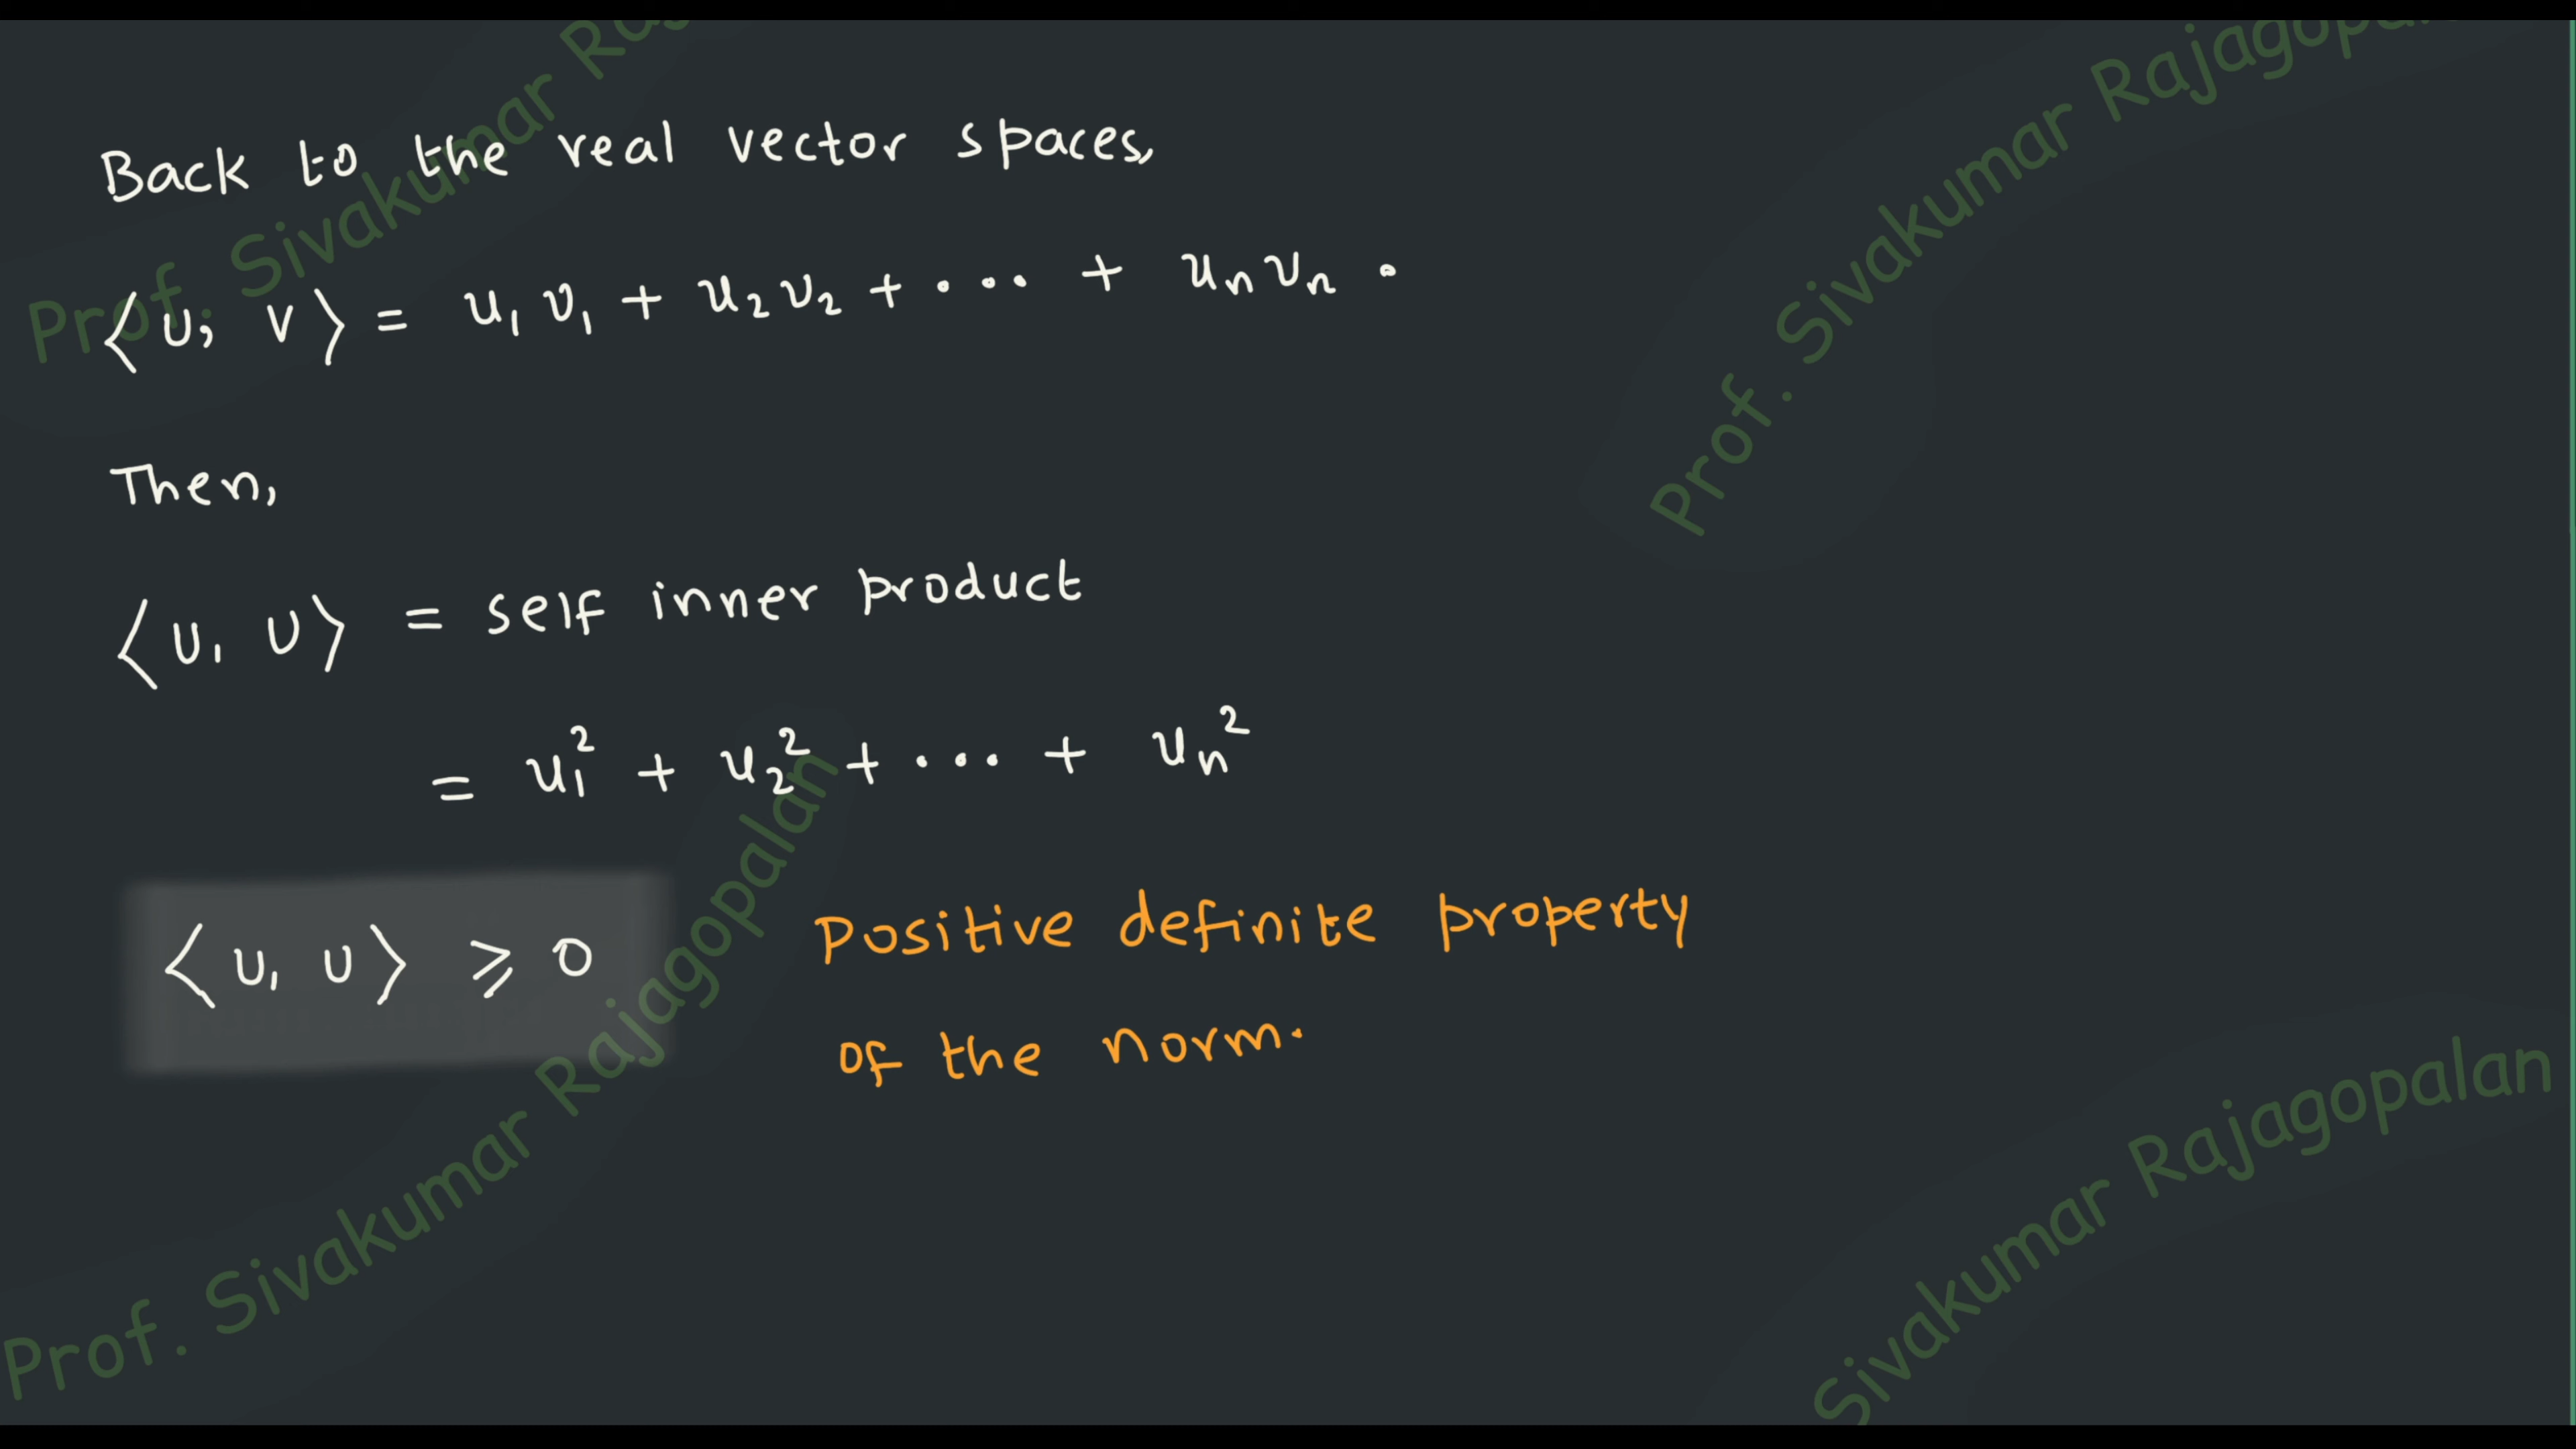 Back to the real vector spaces,
⟨u, v⟩ = u₁v₁ + u₂v₂ + ... + uₙvₙ .
Then,
⟨u, u⟩ = self inner product
= u₁² + u₂² + ... + uₙ²
⟨u, u⟩ ⩾ 0 Positive definite property
of the norm.
Prof. Sivakumar Raj
Prof. Sivakumar Rajagopalan
Prof. Sivakumar Rajagopalan
Sivakumar Rajagopalan